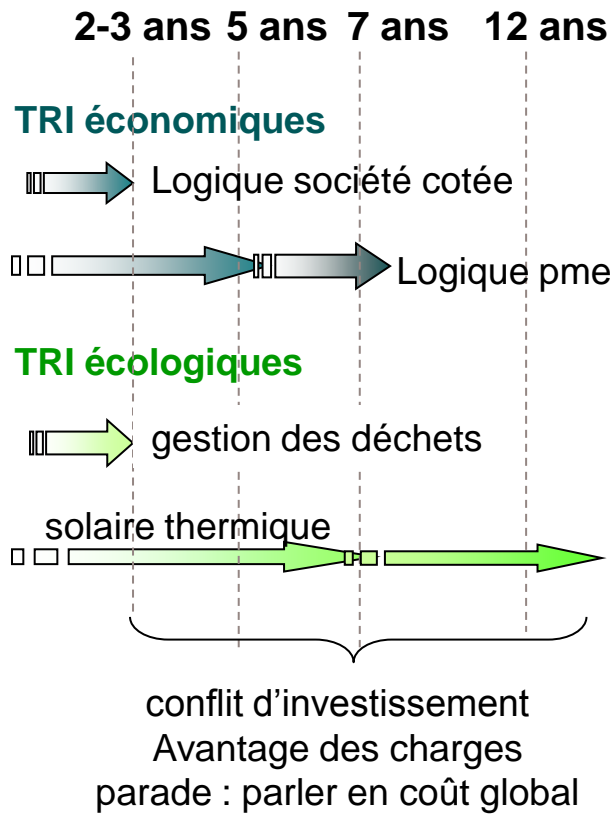 2-3 ans 5 ans 7 ans 12 ans
TRI économiques
Logique société cotée
Logique pme
TRI écologiques
gestion des déchets
solaire thermique
conflit d'investissement
Avantage des charges
parade : parler en coût global